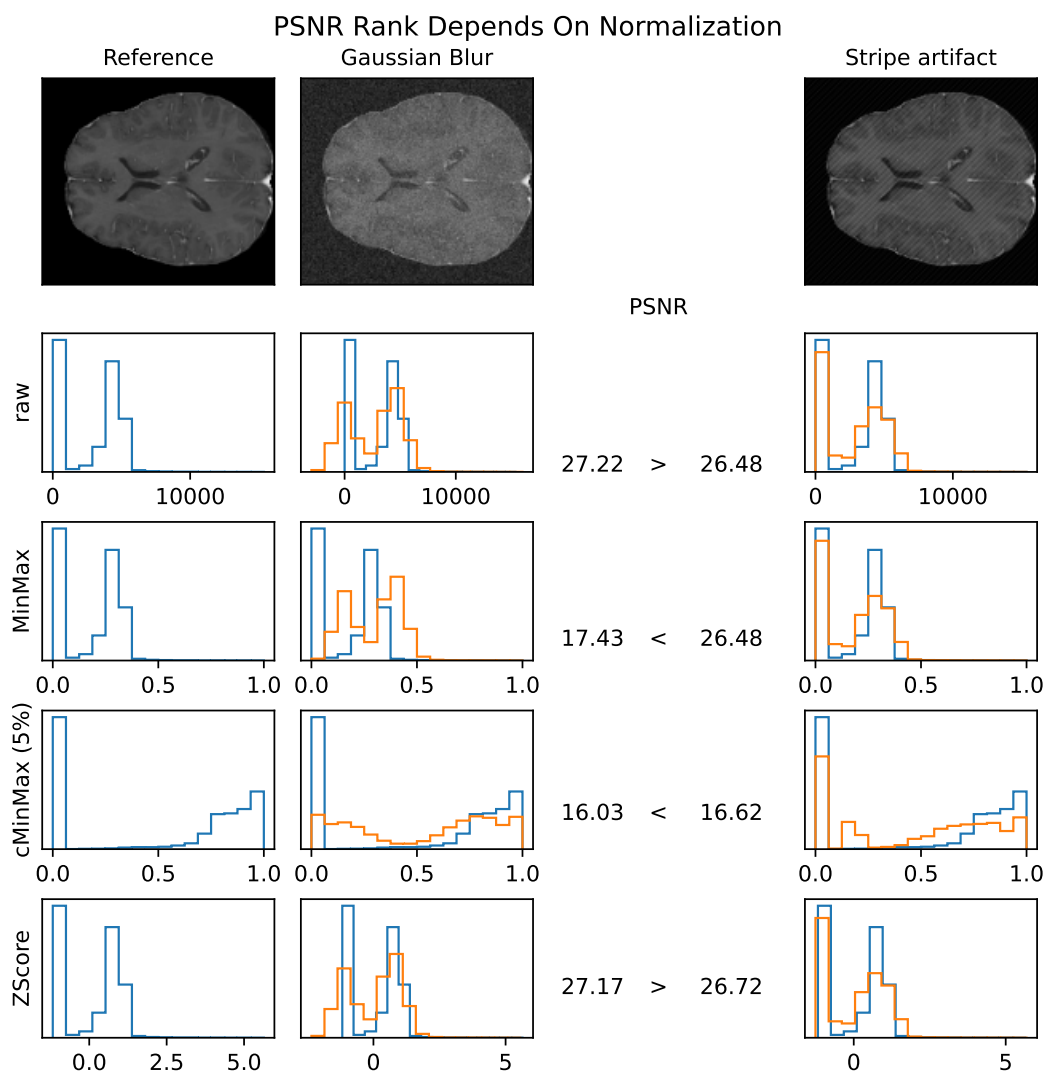 PSNR Rank Depends On Normalization
Reference Gaussian Blur Stripe artifact
PSNR
raw
27.22 > 26.48
0 10000 0 10000 0 10000
MinMax
17.43 < 26.48
0.0 0.5 1.0 0.0 0.5 1.0 0.0 0.5 1.0
cMinMax (5%)
16.03 < 16.62
0.0 0.5 1.0 0.0 0.5 1.0 0.0 0.5 1.0
ZScore
27.17 > 26.72
0.0 2.5 5.0 0 5 0 5